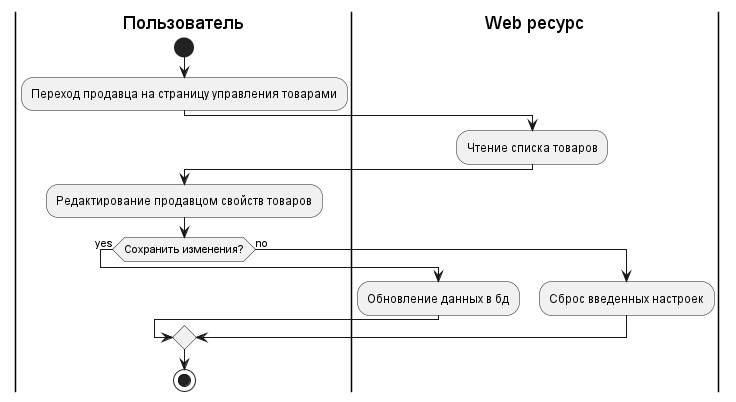 Пользователь
Web ресурс
Переход продавца на страницу управления товарами
Чтение списка товаров
Редактирование продавцом свойств товаров
yes
Сохранить изменения?
no
Обновление данных в бд
Сброс введенных настроек